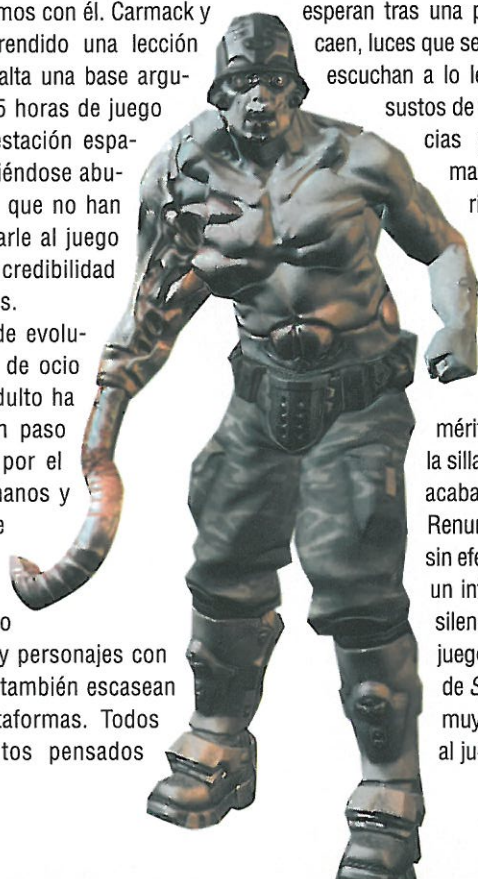 mos con él. Carmack y
rendido una lección
alta una base argu-
5 horas de juego
estación espa-
iéndose abu-
que no han
arle al juego
credibilidad
s.
de evolu-
de ocio
dulto ha
n paso
por el
nanos y
e
o
y personajes con
también escasean
taformas. Todos
tos pensados
esperan tras una p
caen, luces que se
escuchan a lo le
sustos de
cias
ma
ri
mérit
la silla
acaba
Renun
sin efe
un in
silen
juego
de S
muy
al ju